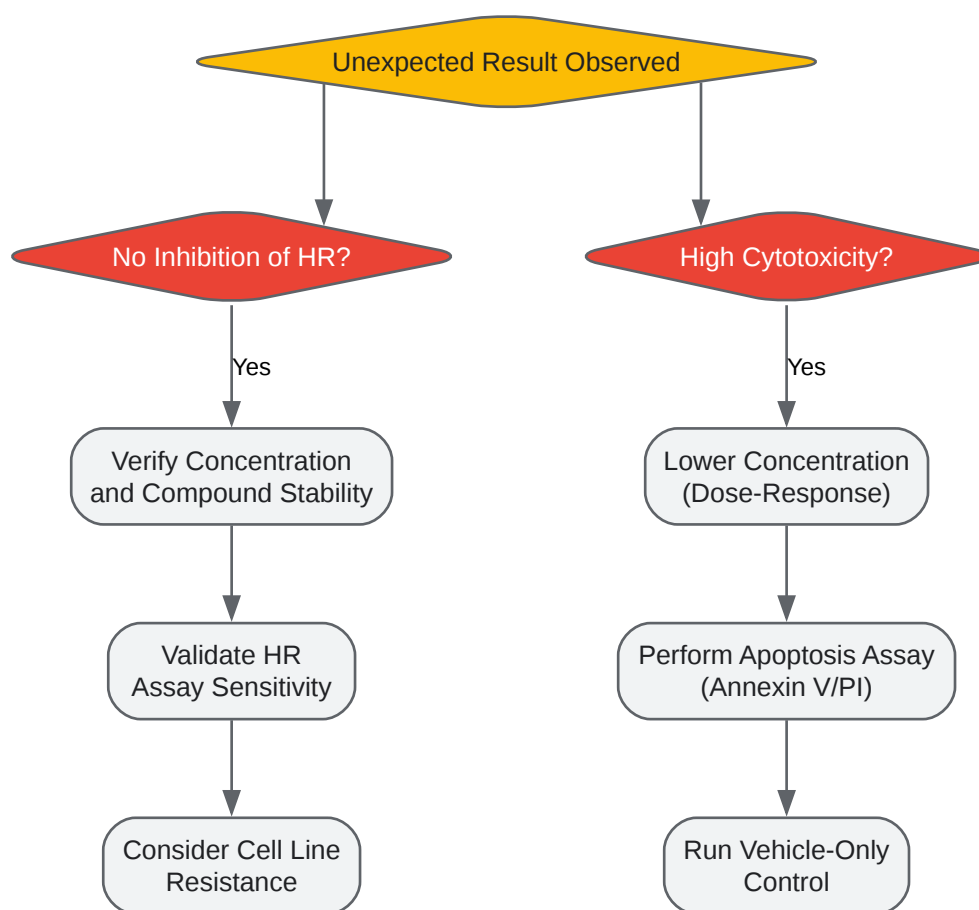 Unexpected Result Observed
No Inhibition of HR?
High Cytotoxicity?
Yes
Yes
Verify Concentration
and Compound Stability
Lower Concentration
(Dose-Response)
Validate HR
Assay Sensitivity
Perform Apoptosis Assay
(Annexin V/PI)
Consider Cell Line
Resistance
Run Vehicle-Only
Control